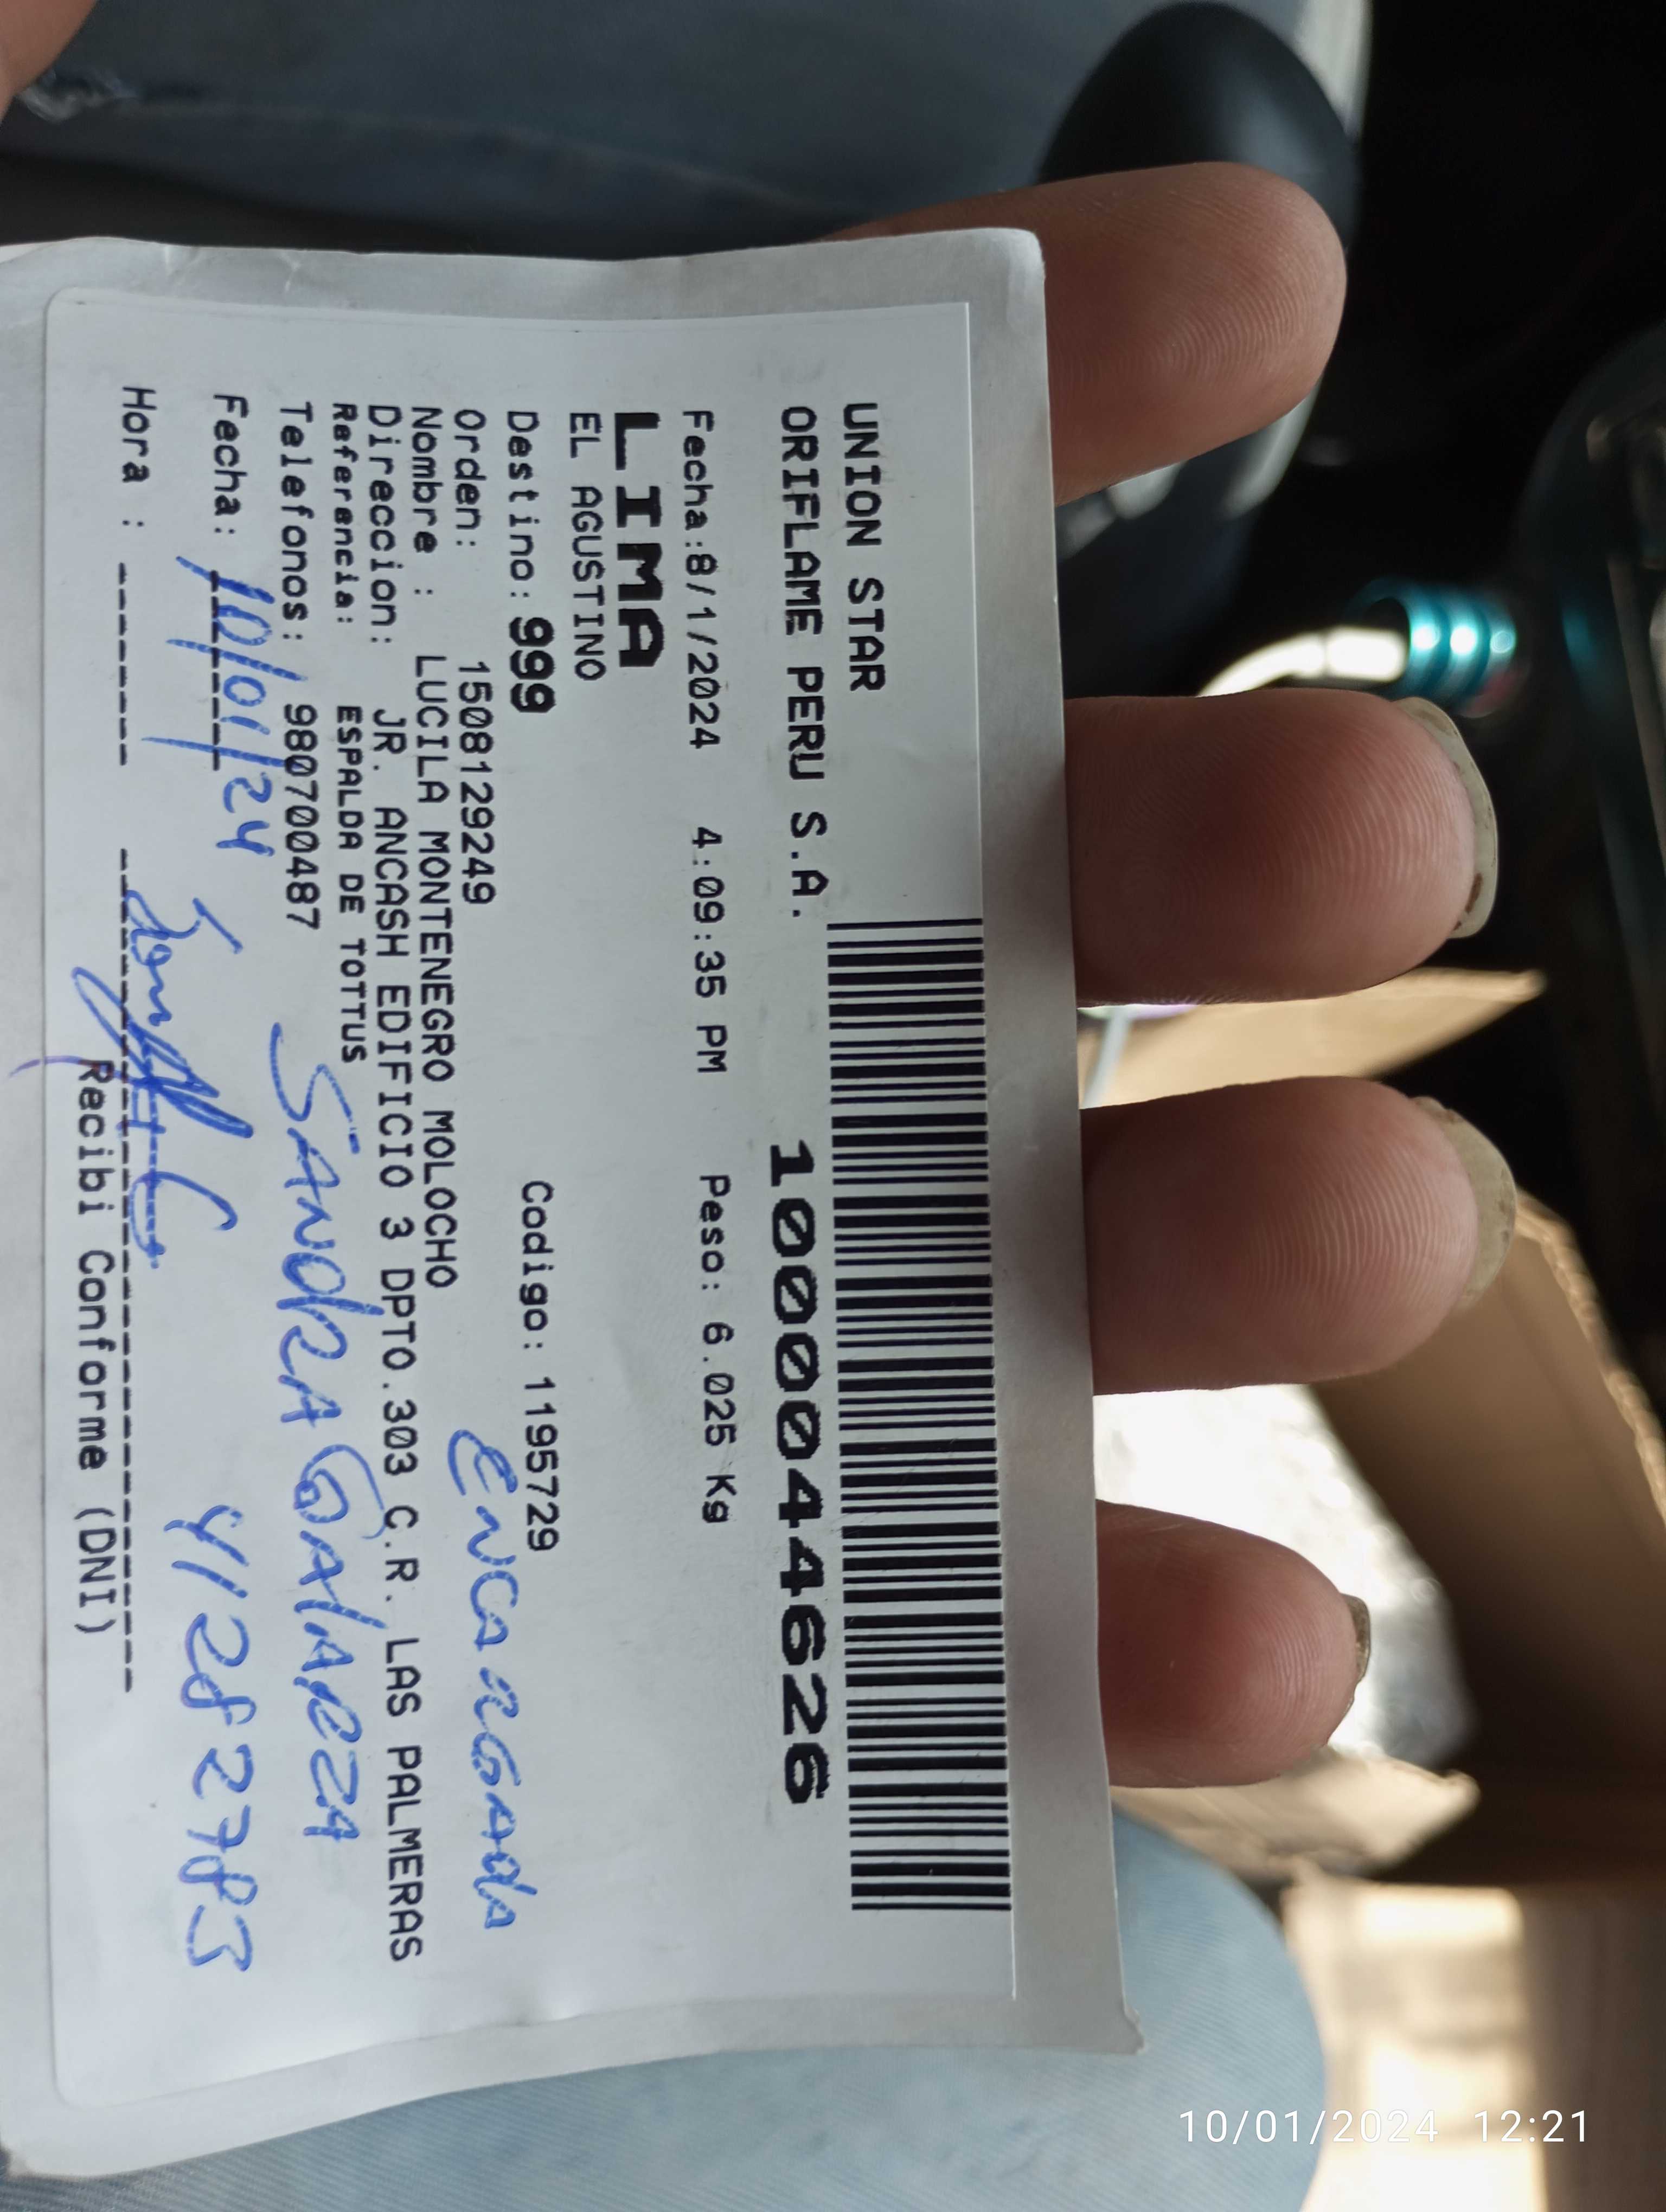 UNION STAR
ORIFLAME PERU S.A.
1000044626
Fecha:8/1/2024 4:09:35 PM Peso: 6.025 Kg
LIMA
EL AGUSTINO
Destino: 999 Codigo: 1195729
Orden: 1508129249
Encargada
Nombre : LUCILA MONTENEGRO MOLOCHO
Direccion: JR. ANCASH EDIFICIO 3 DPTO.303 C.R. LAS PALMERAS
Referencia: ESPALDA DE TOTTUS
Telefonos: 980700487
SANDRA GALARZA
Fecha: 10/01/24
41282783
Hora :
Recibi Conforme (DNI)
10/01/2024 12:21